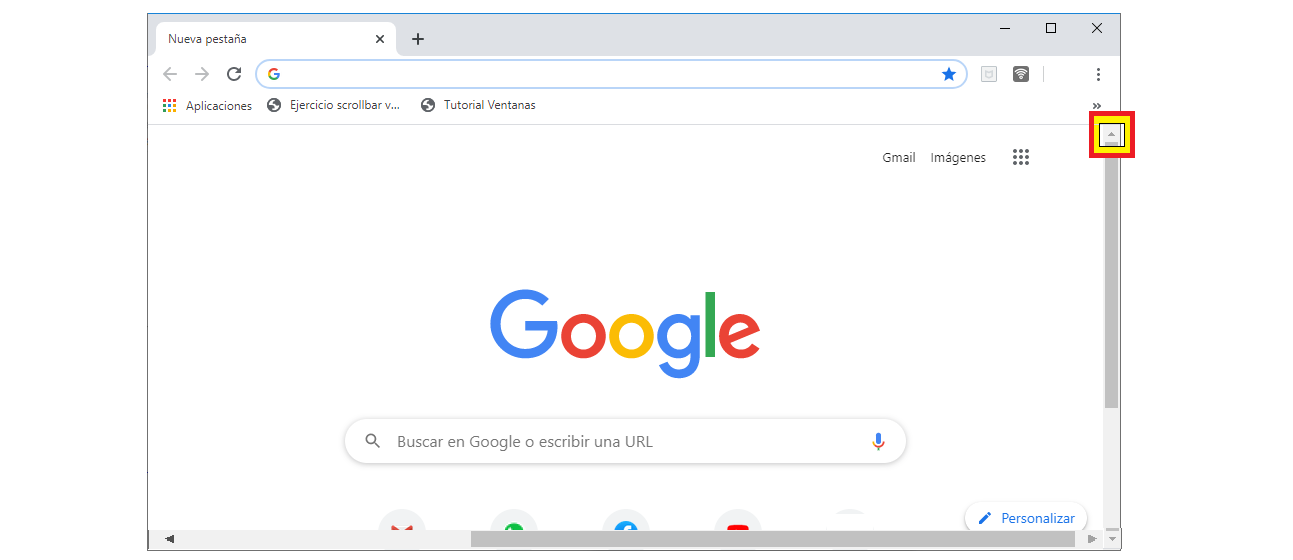 Nueva pestaña
Aplicaciones
Ejercicio scrollbar v...
Tutorial Ventanas
Gmail
Imágenes
Google
Buscar en Google o escribir una URL
Personalizar